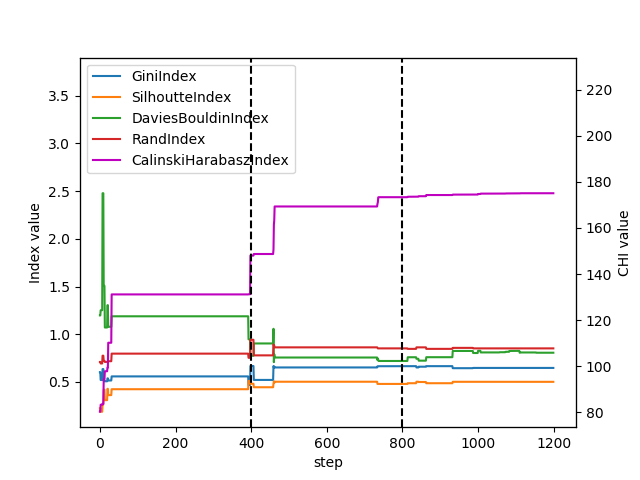 GiniIndex
SilhoutteIndex
DaviesBouldinIndex
RandIndex
CalinskiHarabaszIndex
3.5
3.0
2.5
2.0
1.5
1.0
0.5
Index value
220
200
180
160
140
120
100
80
CHI value
0 200 400 600 800 1000 1200
step